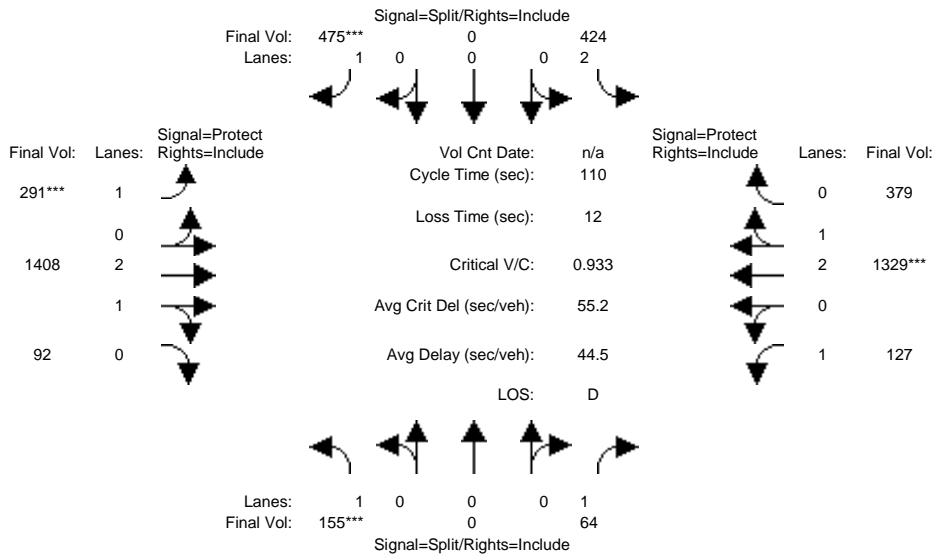 Signal=Split/Rights=Include
Final Vol: 475*** 0 424
Lanes: 1 0 0 0 2
Signal=Protect Signal=Protect
Final Vol: Lanes: Rights=Include Vol Cnt Date: n/a Rights=Include Lanes: Final Vol:
Cycle Time (sec): 110
291*** 1 0 379
Loss Time (sec): 12
0 1
1408 2 Critical V/C: 0.933 2 1329***
1 Avg Crit Del (sec/veh): 55.2 0
92 0 Avg Delay (sec/veh): 44.5 1 127
LOS: D
Lanes: 1 0 0 0 1
Final Vol: 155*** 0 64
Signal=Split/Rights=Include